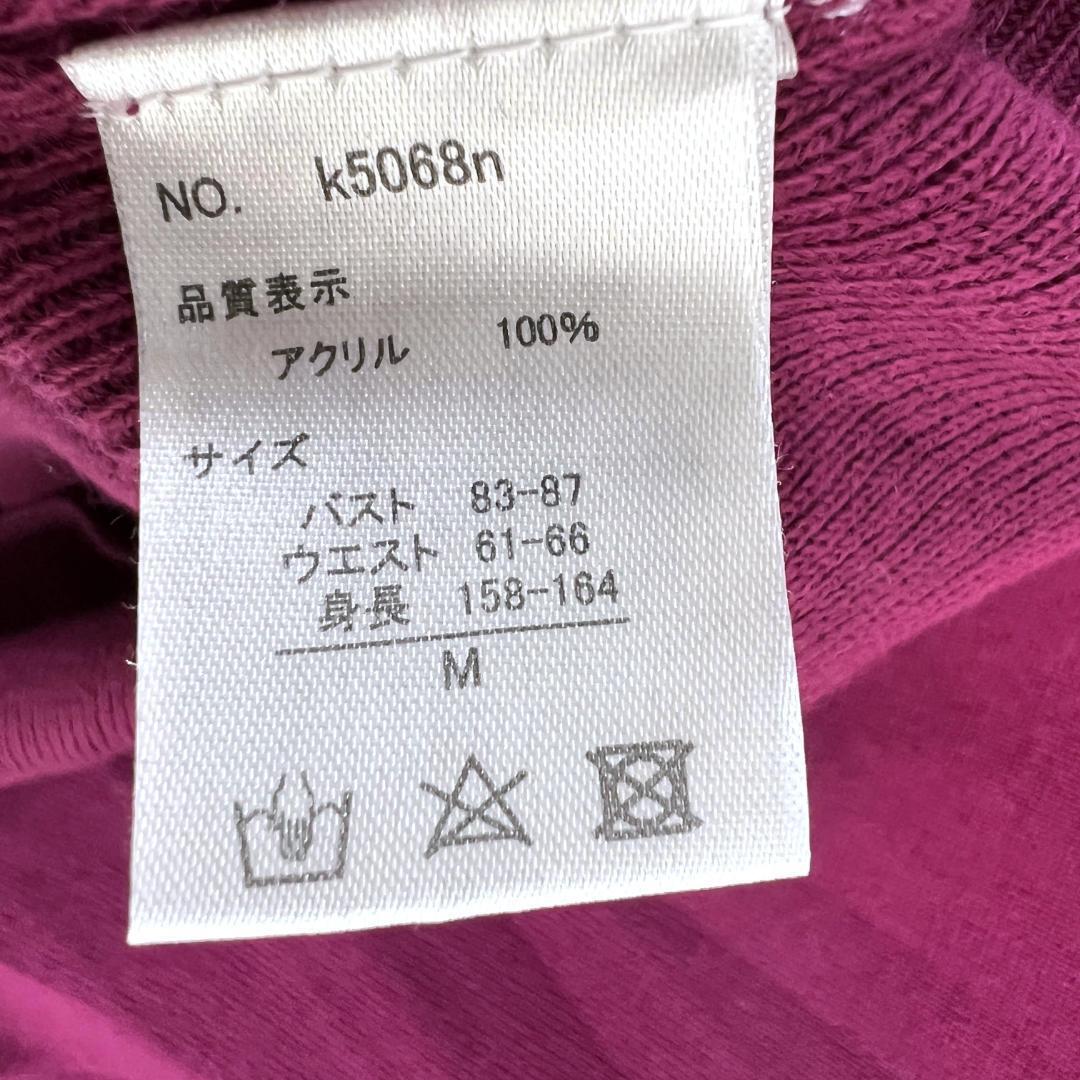 NO. k5068n
品質表示
アクリル 100%
サイズ
バスト 83-87
ウエスト 61-66
身長 158-164
M